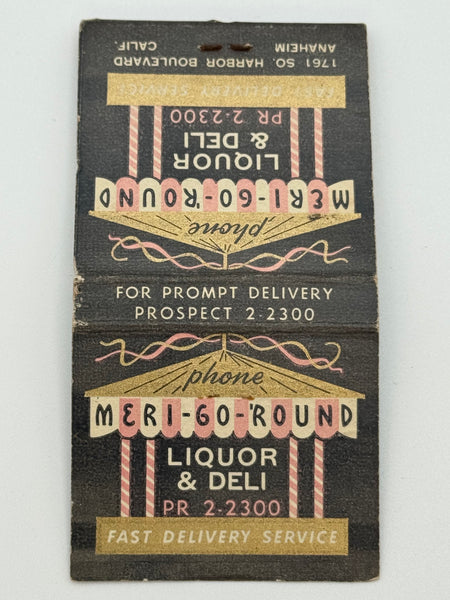 1761 SO. HARBOR BOULEVARD
ANAHEIM CALIF.
FAST DELIVERY SERVICE
PR 2-2300
LIQUOR
& DELI
MERI-GO-'ROUND
phone
FOR PROMPT DELIVERY
PROSPECT 2-2300
phone
MERI-GO-'ROUND
LIQUOR
& DELI
PR 2-2300
FAST DELIVERY SERVICE